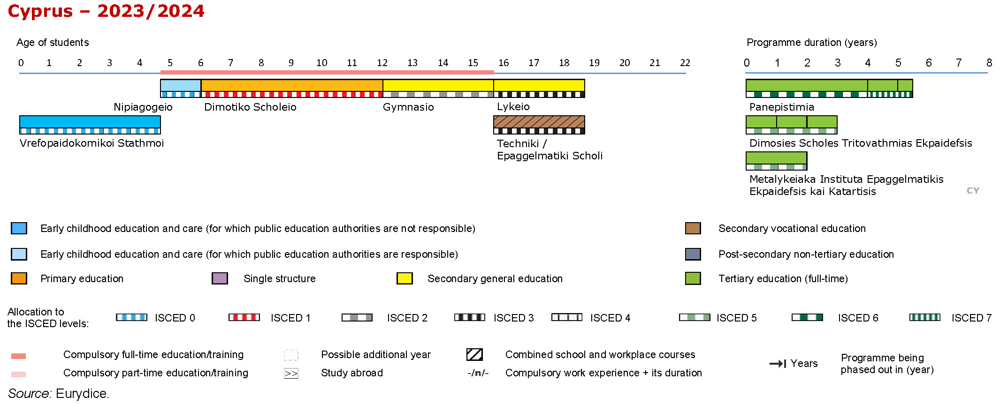 Cyprus – 2023/2024
Age of students
Programme duration (years)
0 1 2 3 4 5 6 7 8 9 10 11 12 13 14 15 16 17 18 19 20 21 22
0 1 2 3 4 5 6 7 8
Nipiagogeio
Dimotiko Scholeio
Gymnasio
Lykeio
Panepistimia
Vrefopaidokomikoi Stathmoi
Techniki /
Epaggelmatiki Scholi
Dimosies Scholes Tritovathmias Ekpaidefsis
Metalykeiaka Instituta Epaggelmatikis
Ekpaidefsis kai Katartisis
CY
Early childhood education and care (for which public education authorities are not responsible)
Secondary vocational education
Early childhood education and care (for which public education authorities are responsible)
Post-secondary non-tertiary education
Primary education
Single structure
Secondary general education
Tertiary education (full-time)
Allocation to
the ISCED levels:
ISCED 0
ISCED 1
ISCED 2
ISCED 3
ISCED 4
ISCED 5
ISCED 6
ISCED 7
Compulsory full-time education/training
Possible additional year
Combined school and workplace courses
Years
Programme being
phased out in (year)
Compulsory part-time education/training
>> Study abroad
-/n/- Compulsory work experience + its duration
Source: Eurydice.